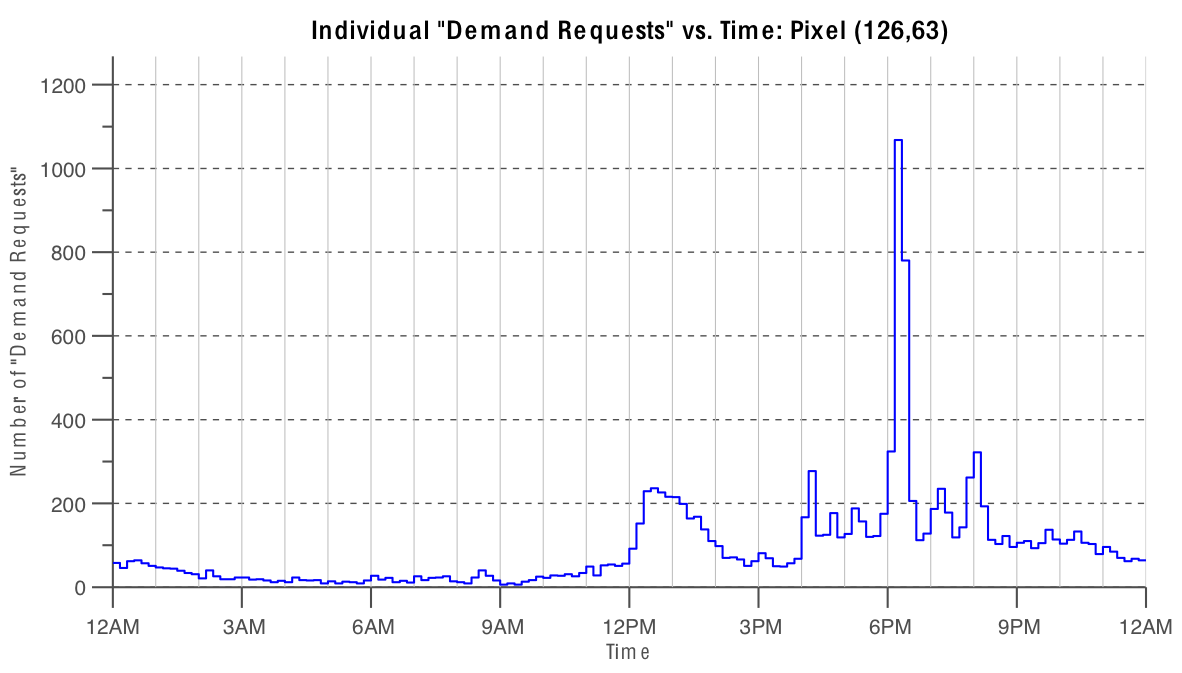 Individual "Demand Requests" vs. Time: Pixel (126,63)
Number of "Demand Requests"
1200
1000
800
600
400
200
0
12AM 3AM 6AM 9AM 12PM 3PM 6PM 9PM 12AM
Time